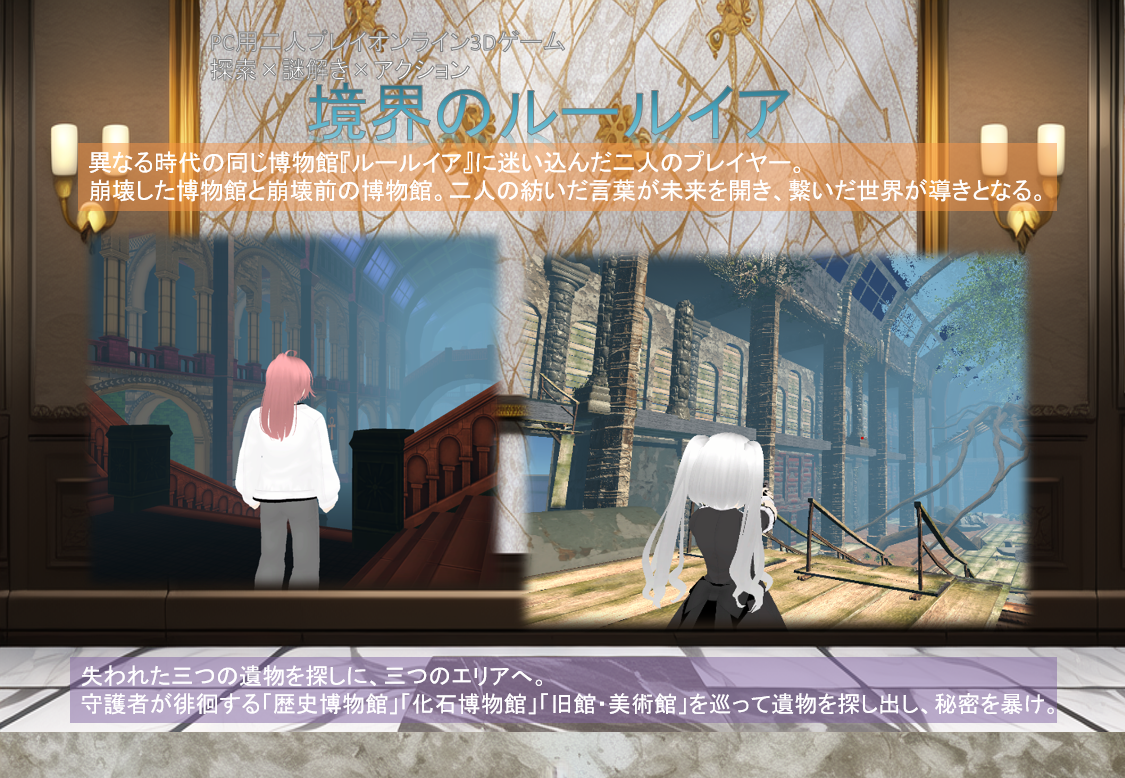 PC用二人プレイオンライン3Dゲーム
探索×謎解き×アクション
境界のルールイア
異なる時代の同じ博物館『ルールイア』に迷い込んだ二人のプレイヤー。
崩壊した博物館と崩壊前の博物館。二人の紡いだ言葉が未来を開き、繋いだ世界が導きとなる。
失われた三つの遺物を探しに、三つのエリアへ。
守護者が徘徊する「歴史博物館」「化石博物館」「旧館・美術館」を巡って遺物を探し出し、秘密を暴け。